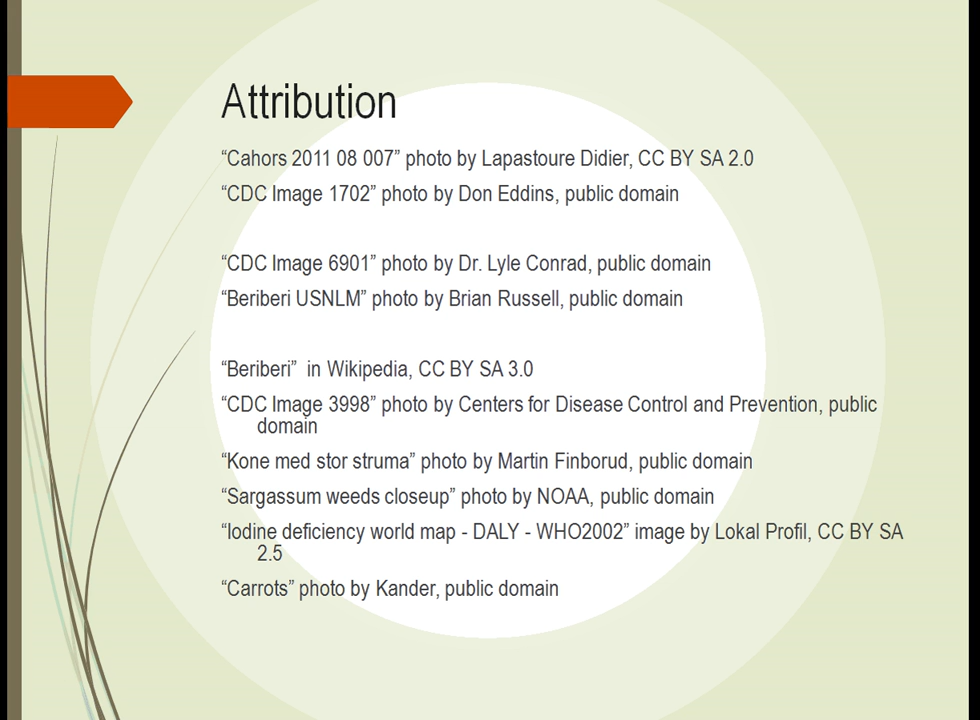 Attribution
“Cahors 2011 08 007” photo by Lapastoure Didier, CC BY SA 2.0
“CDC Image 1702” photo by Don Eddins, public domain
“CDC Image 6901” photo by Dr. Lyle Conrad, public domain
“Beriberi USNLM” photo by Brian Russell, public domain
“Beriberi”  in Wikipedia, CC BY SA 3.0
“CDC Image 3998” photo by Centers for Disease Control and Prevention, public
domain
“Kone med stor struma” photo by Martin Finborud, public domain
“Sargassum weeds closeup” photo by NOAA, public domain
“Iodine deficiency world map - DALY - WHO2002” image by Lokal Profil, CC BY SA
2.5
“Carrots” photo by Kander, public domain